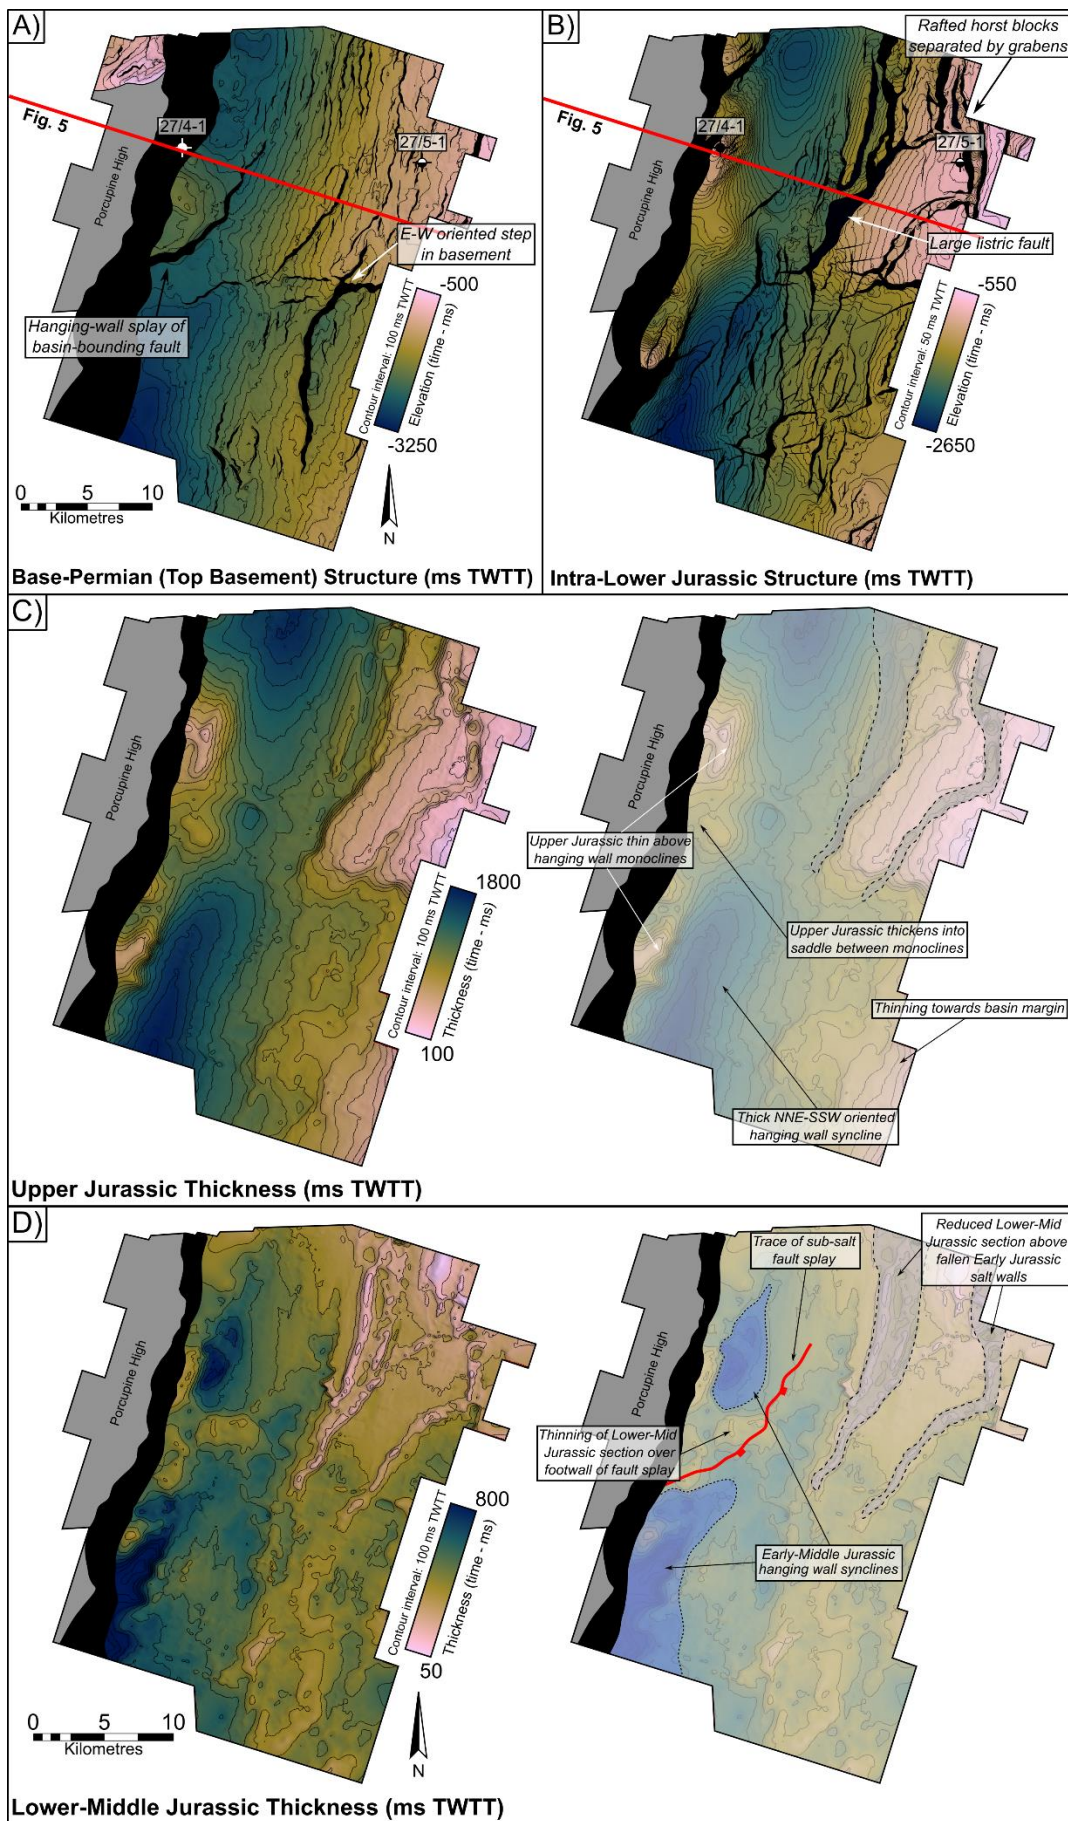 A)
Fig. 5
27/4-1
27/5-1
Porcupine High
E-W oriented step
in basement
Hanging-wall splay of
basin-bounding fault
-500
Contour interval: 100 ms TWTT
Elevation (time - ms)
-3250
0 5 10
Kilometres
N
Base-Permian (Top Basement) Structure (ms TWTT)
B)
Rafted horst blocks
separated by grabens
Fig. 5
27/4-1
27/5-1
Porcupine High
Large listric fault
-550
Contour interval: 50 ms TWTT
Elevation (time - ms)
-2650
Intra-Lower Jurassic Structure (ms TWTT)
C)
Porcupine High
1800
Contour interval: 100 ms TWTT
Thickness (time - ms)
100
Porcupine High
Upper Jurassic thin above
hanging wall monoclines
Upper Jurassic thickens into
saddle between monoclines
Thinning towards basin margin
Thick NNE-SSW oriented
hanging wall syncline
Upper Jurassic Thickness (ms TWTT)
D)
Porcupine High
800
Contour interval: 100 ms TWTT
Thickness (time - ms)
50
0 5 10
Kilometres
N
Trace of sub-salt
fault splay
Reduced Lower-Mid
Jurassic section above
fallen Early Jurassic
salt walls
Porcupine High
Thinning of Lower-Mid
Jurassic section over
footwall of fault splay
Early-Middle Jurassic
hanging wall synclines
Lower-Middle Jurassic Thickness (ms TWTT)